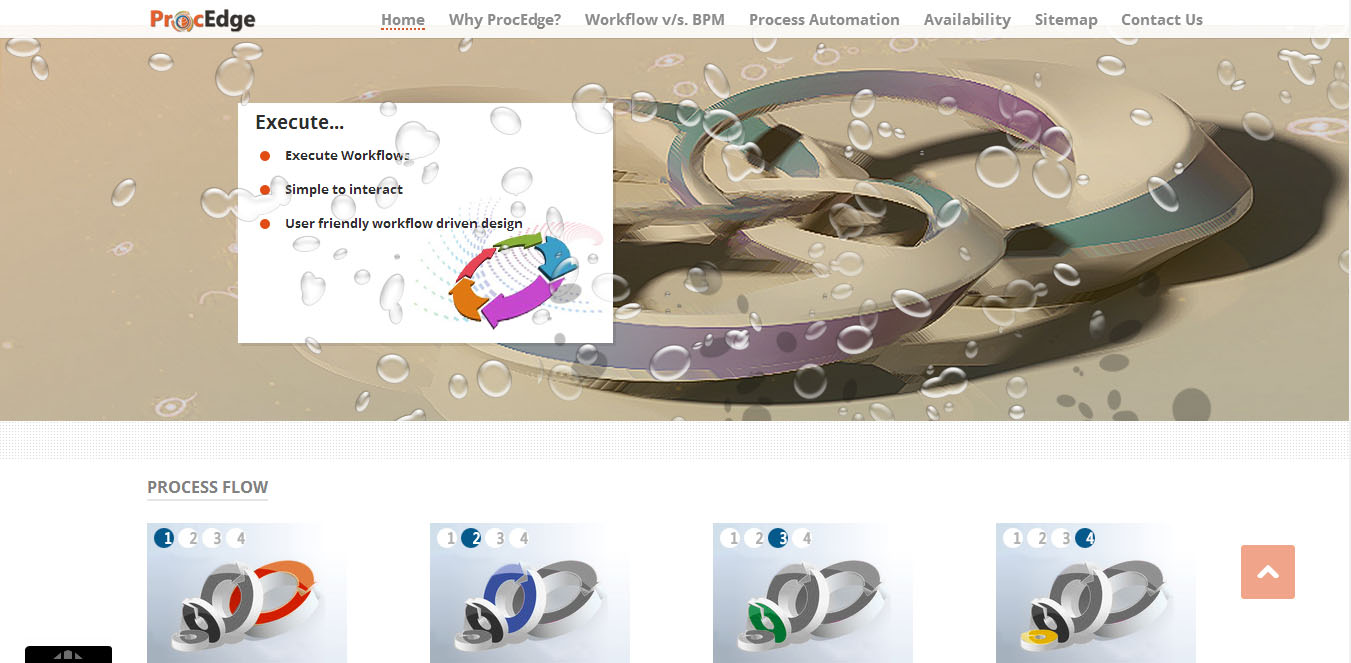 ProcEdge
Home Why ProcEdge? Workflow v/s. BPM Process Automation Availability Sitemap Contact Us
Execute...
Execute Workflows
Simple to interact
User friendly workflow driven design
PROCESS FLOW
1 2 3 4
1 2 3 4
1 2 3 4
1 2 3 4